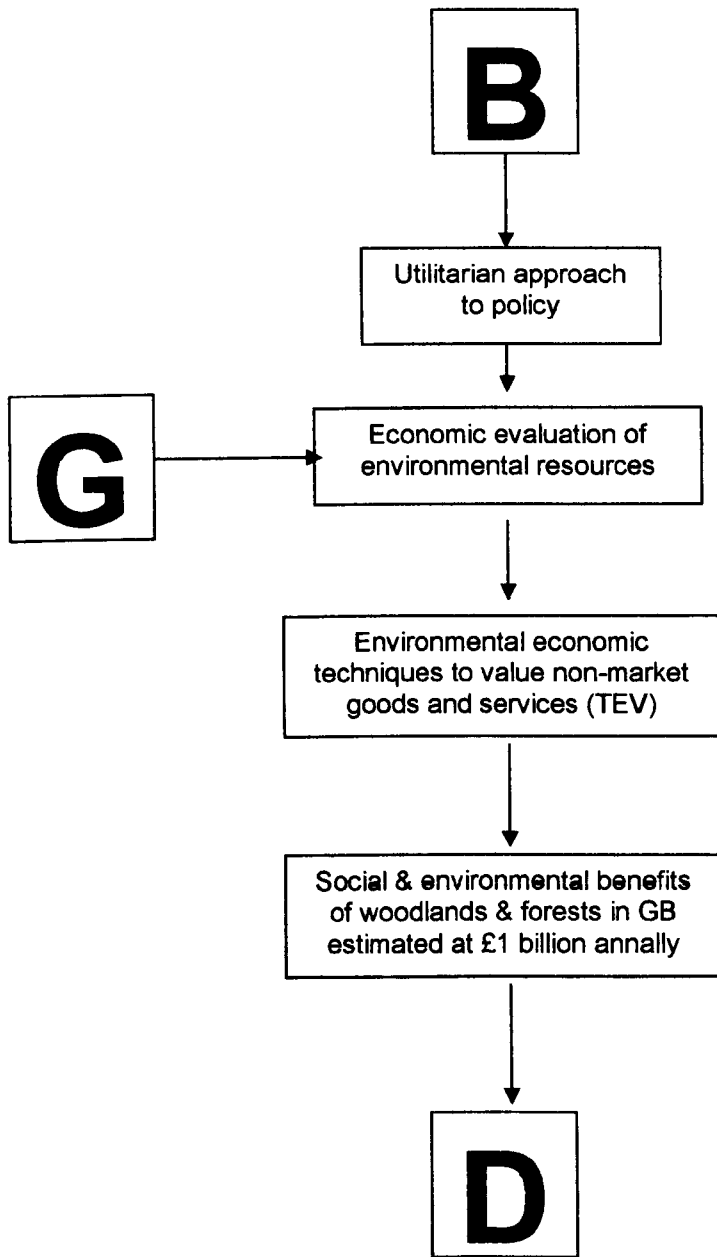 B
Utilitarian approach
to policy
G
Economic evaluation of
environmental resources
Environmental economic
techniques to value non-market
goods and services (TEV)
Social & environmental benefits
of woodlands & forests in GB
estimated at £1 billion annally
D